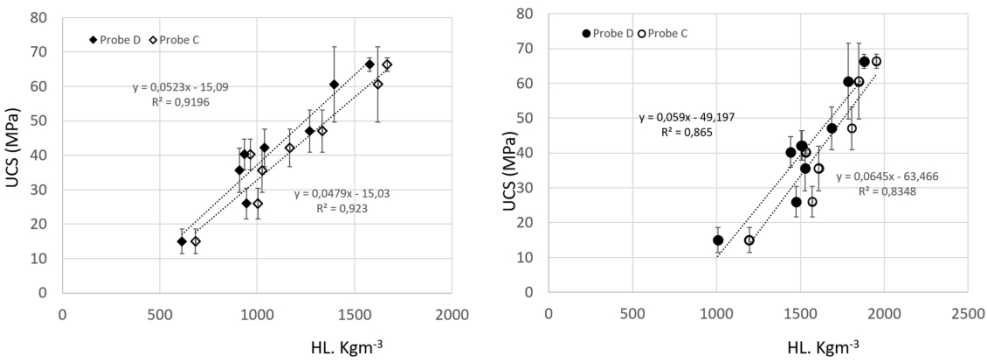 80
70
60
50
40
30
20
10
0
UCS (MPa)
Probe D Probe C
y = 0,0523x - 15,09
R² = 0,9196
y = 0,0479x - 15,03
R² = 0,923
0 500 1000 1500 2000
HL. Kgm⁻³
80
70
60
50
40
30
20
10
0
UCS (MPa)
Probe D Probe C
y = 0,059x - 49,197
R² = 0,865
y = 0,0645x - 63,466
R² = 0,8348
0 500 1000 1500 2000 2500
HL. Kgm⁻³